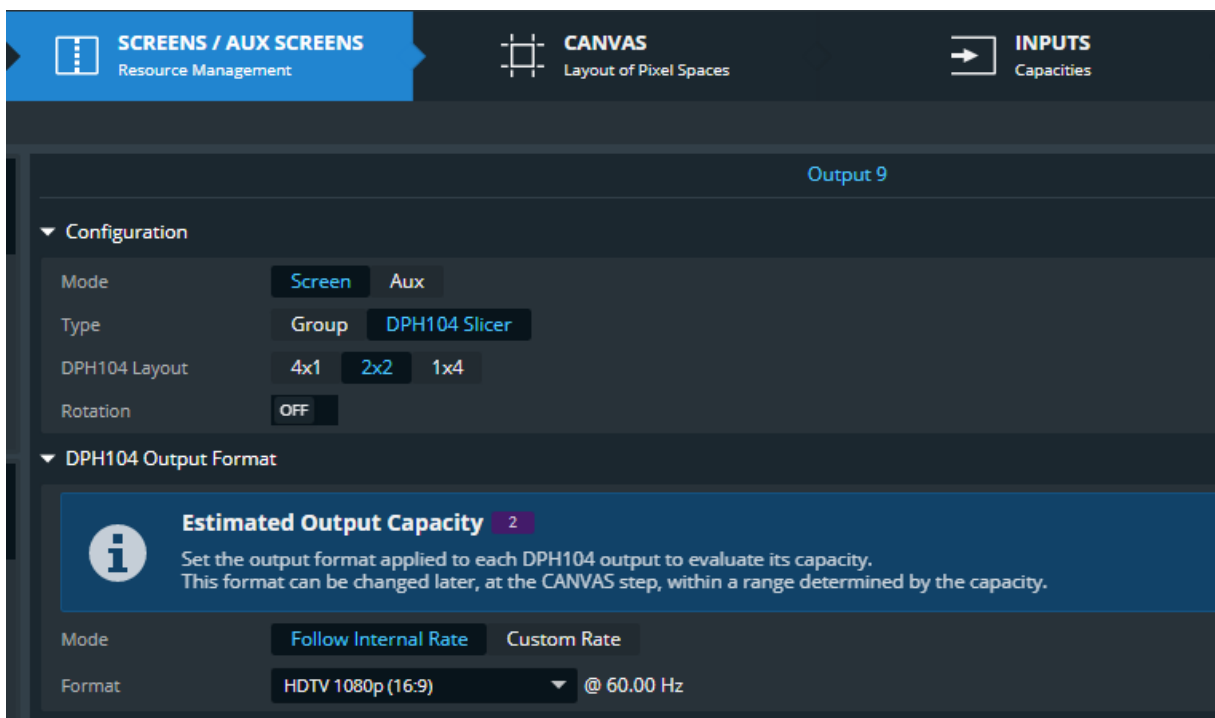 SCREENS / AUX SCREENS
Resource Management
CANVAS
Layout of Pixel Spaces
INPUTS
Capacities
Output 9
Configuration
Mode Screen Aux
Type Group DPH104 Slicer
DPH104 Layout 4x1 2x2 1x4
Rotation OFF
DPH104 Output Format
Estimated Output Capacity 2
Set the output format applied to each DPH104 output to evaluate its capacity.
This format can be changed later, at the CANVAS step, within a range determined by the capacity.
Mode Follow Internal Rate Custom Rate
Format HDTV 1080p (16:9) @ 60.00 Hz